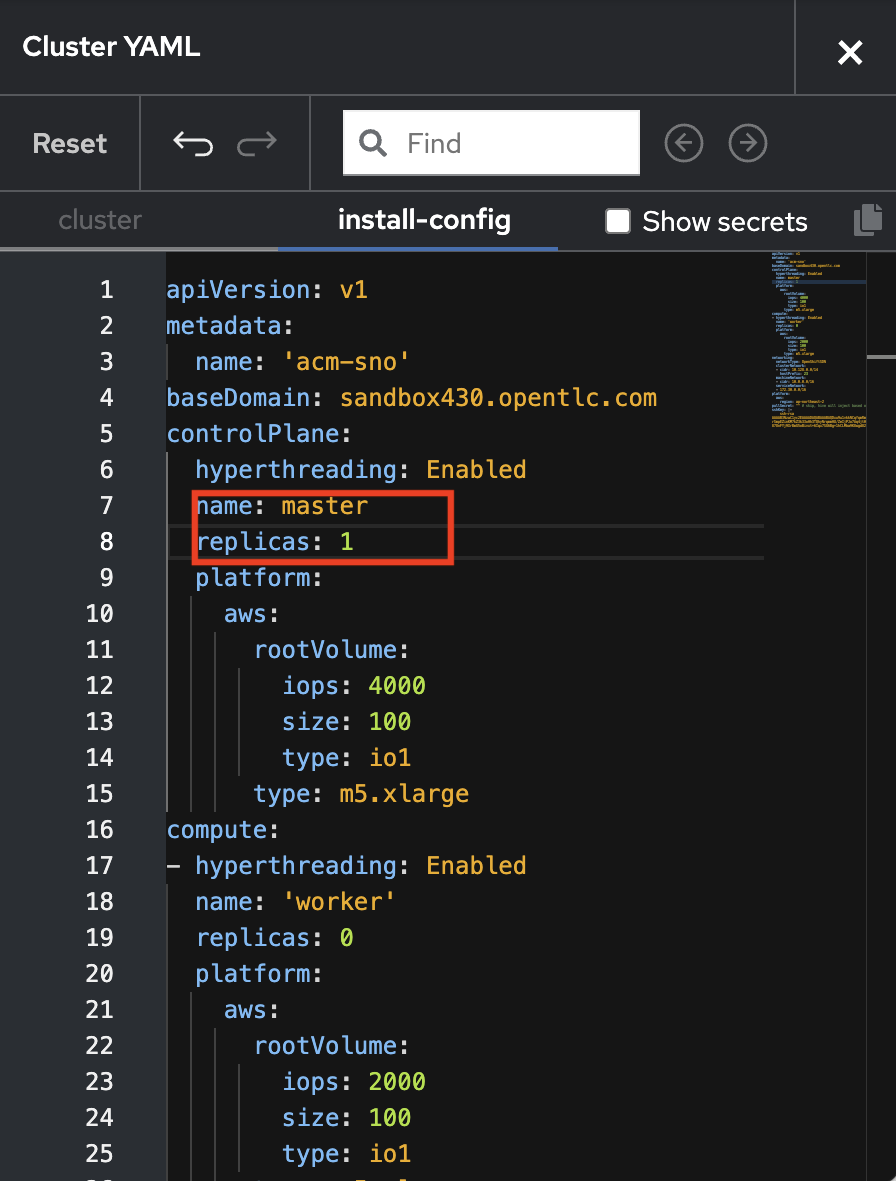 Cluster YAML
Reset
Find
cluster
install-config
Show secrets
1 apiVersion: v1
2 metadata:
3   name: 'acm-sno'
4 baseDomain: sandbox430.opentlc.com
5 controlPlane:
6   hyperthreading: Enabled
7   name: master
8   replicas: 1
9   platform:
10     aws:
11       rootVolume:
12         iops: 4000
13         size: 100
14         type: io1
15       type: m5.xlarge
16 compute:
17 - hyperthreading: Enabled
18   name: 'worker'
19   replicas: 0
20   platform:
21     aws:
22       rootVolume:
23         iops: 2000
24         size: 100
25         type: io1